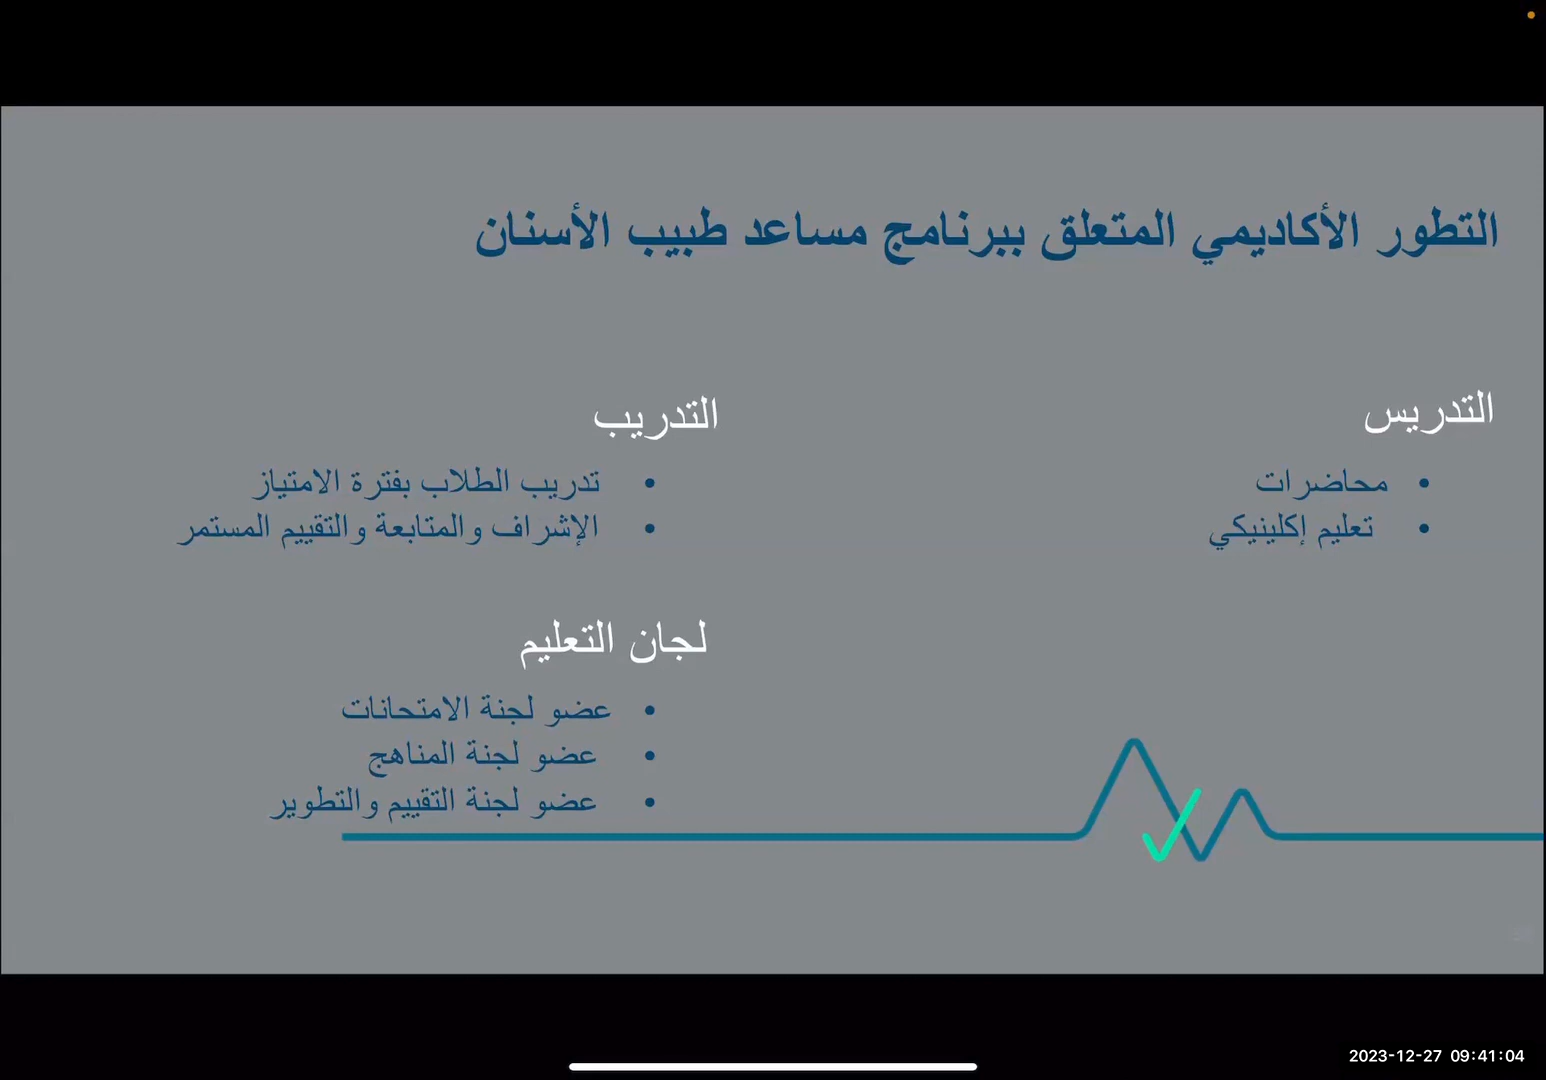 التطور الأكاديمي المتعلق ببرنامج مساعد طبيب الأسنان
التدريس
• محاضرات
• تعليم إكلينيكي
التدريب
• تدريب الطلاب بفترة الامتياز
• الإشراف والمتابعة والتقييم المستمر
لجان التعليم
• عضو لجنة الامتحانات
• عضو لجنة المناهج
• عضو لجنة التقييم والتطوير
2023-12-27 09:41:04